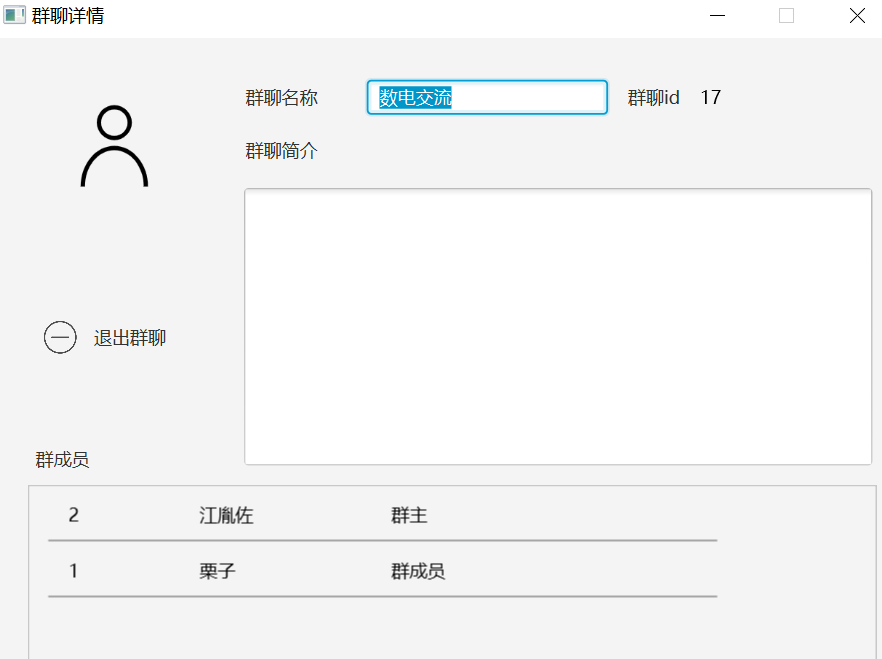 群聊详情
群聊名称 数电交流 群聊id 17
群聊简介
退出群聊
群成员
2 江胤佐 群主
1 栗子 群成员